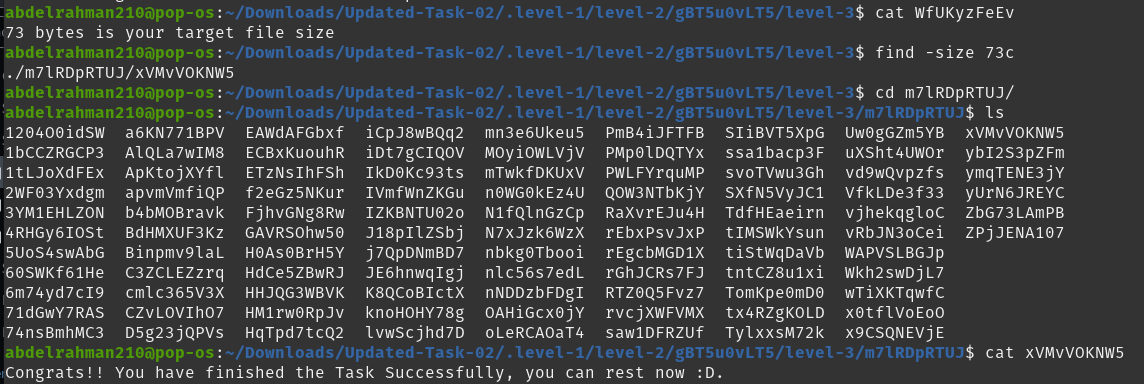 abdelrahman210@pop-os:~/Downloads/Updated-Task-02/.level-1/level-2/gBT5u0vLT5/level-3$ cat WfUKyzFeEv
73 bytes is your target file size
abdelrahman210@pop-os:~/Downloads/Updated-Task-02/.level-1/level-2/gBT5u0vLT5/level-3$ find -size 73c
./m7lRDpRTUJ/xVMvVOKNW5
abdelrahman210@pop-os:~/Downloads/Updated-Task-02/.level-1/level-2/gBT5u0vLT5/level-3$ cd m7lRDpRTUJ/
abdelrahman210@pop-os:~/Downloads/Updated-Task-02/.level-1/level-2/gBT5u0vLT5/level-3/m7lRDpRTUJ$ ls
1204O0idSW  a6KN771BPV  EAWdAFGbxf  iCpJ8wBQq2  mn3e6Ukeu5  PmB4iJFTFB  SIiBVT5XpG  Uw0gGZm5YB  xVMvVOKNW5
1bCCZRGCP3  AlQLa7wIM8  ECBxKuouhR  iDt7gCIQOV  MOyiOWLVjV  PMp0lDQTYx  ssa1bacp3F  uXSht4UWOr  ybI2S3pZFm
1tLJoXdFEx  ApKtojXYfl  ETzNsIhFSh  IkD0Kc93ts  mTwkfDKUxV  PWLFYrquMP  svoTVwu3Gh  vd9wQvpzfs  ymqTENE3jY
2WF03Yxdgm  apvmVmfiQP  f2eGz5NKur  IVmfWnZKGu  n0WG0kEz4U  QOW3NTbKjY  SXfN5VyJC1  VfkLDe3f33  yUrN6JREYC
3YM1EHLZON  b4bMOBravk  FjhvGNg8Rw  IZKBNTU02o  N1fQlnGzCp  RaXvrEJu4H  TdfHEaeirn  vjhekqgloC  ZbG73LAmPB
4RHGy6IOSt  BdHMXUF3Kz  GAVRSOhw50  J18pIlZSbj  N7xJzk6WzX  rEbxPsvJxP  tIMSWkYsun  vRbJN3oCei  ZPjJENA107
5UoS4swAbG  Binpmv9laL  H0As0BrH5Y  j7QpDNmBD7  nbkg0Tbooi  rEgcbMGD1X  tiStWqDaVb  WAPVSLBGJp
60SWKf61He  C3ZCLEZzrq  HdCe5ZBwRJ  JE6hnwqIgj  nlc56s7edL  rGhJCRs7FJ  tntCZ8u1xi  Wkh2swDjL7
6m74yd7cI9  cmlc365V3X  HHJQG3WBVK  K8QCoBIctX  nNDDzbFDgI  RTZ0Q5Fvz7  TomKpe0mD0  wTiXKTqwfC
71dGwY7RAS  CZvLOVIhO7  HM1rw0RpJv  knoHOHY78g  OAHiGcx0jY  rvcjXWFVMX  tx4RZgKOLD  x0tflVoEoO
74nsBmhMC3  D5g23jQPVs  HqTpd7tcQ2  lvwScjhd7D  oLeRCAOaT4  saw1DFRZUf  TylxxsM72k  x9CSQNEVjE
abdelrahman210@pop-os:~/Downloads/Updated-Task-02/.level-1/level-2/gBT5u0vLT5/level-3/m7lRDpRTUJ$ cat xVMvVOKNW5
Congrats!! You have finished the Task Successfully, you can rest now :D.